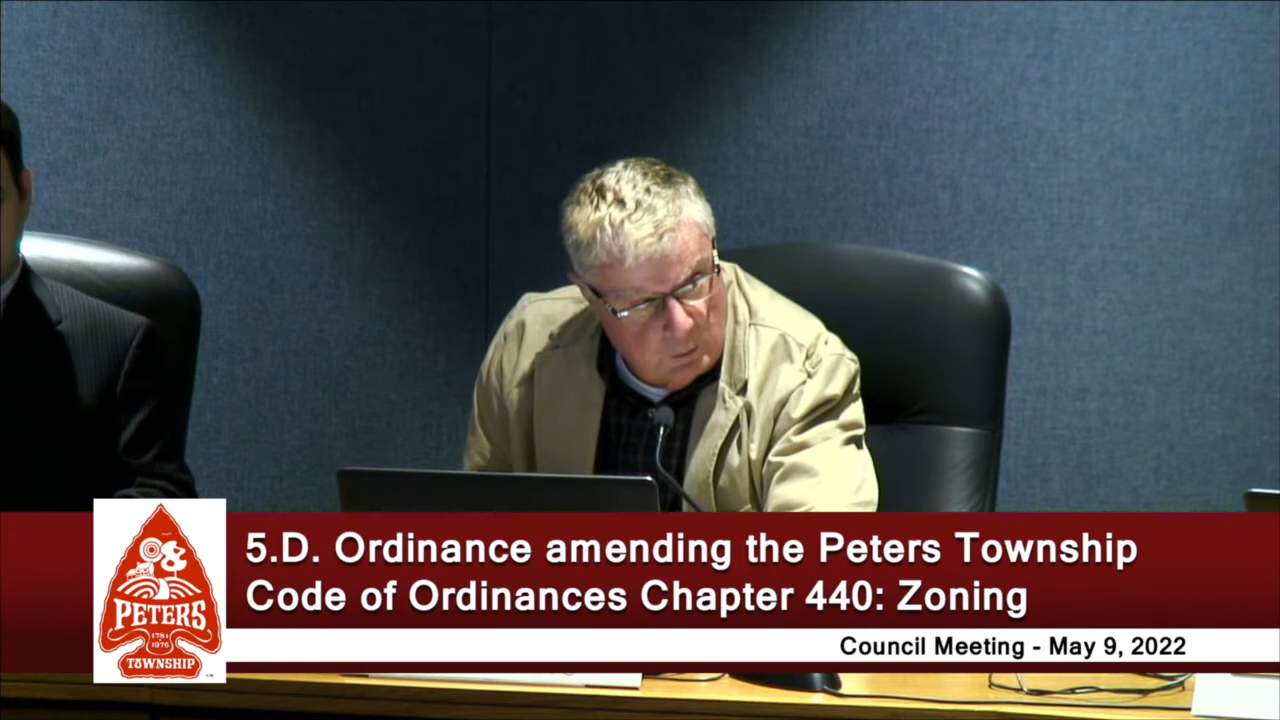 5.D. Ordinance amending the Peters Township
Code of Ordinances Chapter 440: Zoning
Council Meeting - May 9, 2022
PETERS
1781
1976
TOWNSHIP